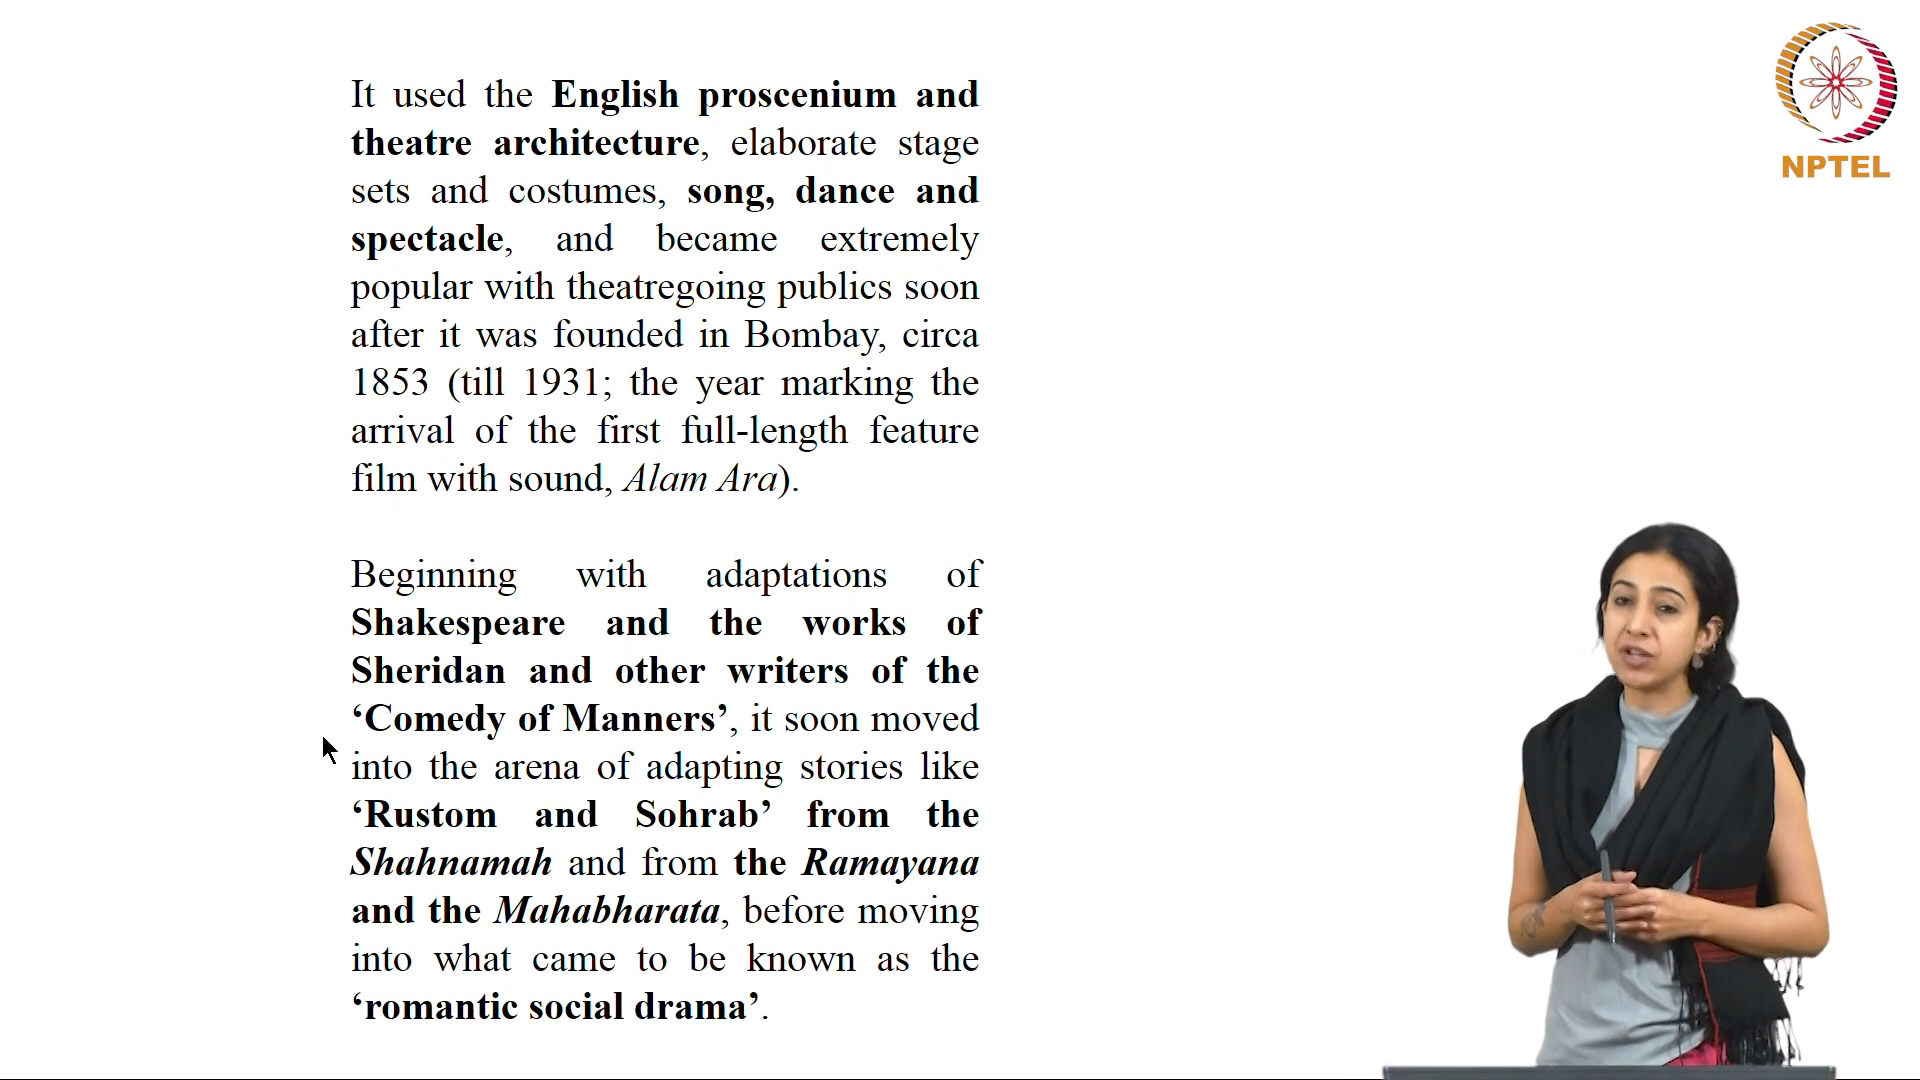 It used the English proscenium and
theatre architecture, elaborate stage
sets and costumes, song, dance and
spectacle, and became extremely
popular with theatregoing publics soon
after it was founded in Bombay, circa
1853 (till 1931; the year marking the
arrival of the first full-length feature
film with sound, Alam Ara).
Beginning with adaptations of
Shakespeare and the works of
Sheridan and other writers of the
‘Comedy of Manners’, it soon moved
into the arena of adapting stories like
‘Rustom and Sohrab’ from the
Shahnamah and from the Ramayana
and the Mahabharata, before moving
into what came to be known as the
‘romantic social drama’.
NPTEL